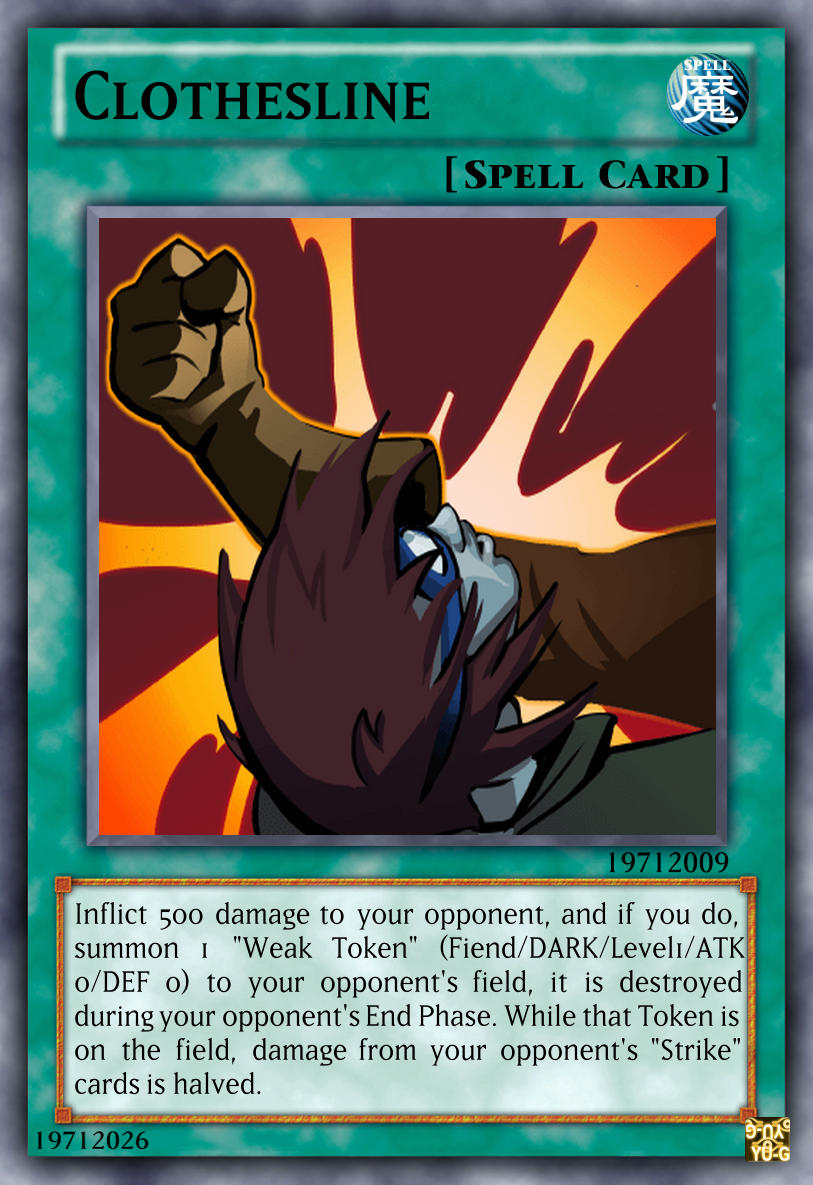 CLOTHESLINE
SPELL
魔
[SPELL CARD]
19712009
Inflict 500 damage to your opponent, and if you do,
summon 1 "Weak Token" (Fiend/DARK/Level1/ATK
0/DEF 0) to your opponent's field, it is destroyed
during your opponent's End Phase. While that Token is
on the field, damage from your opponent's "Strike"
cards is halved.
19712026
YU-G